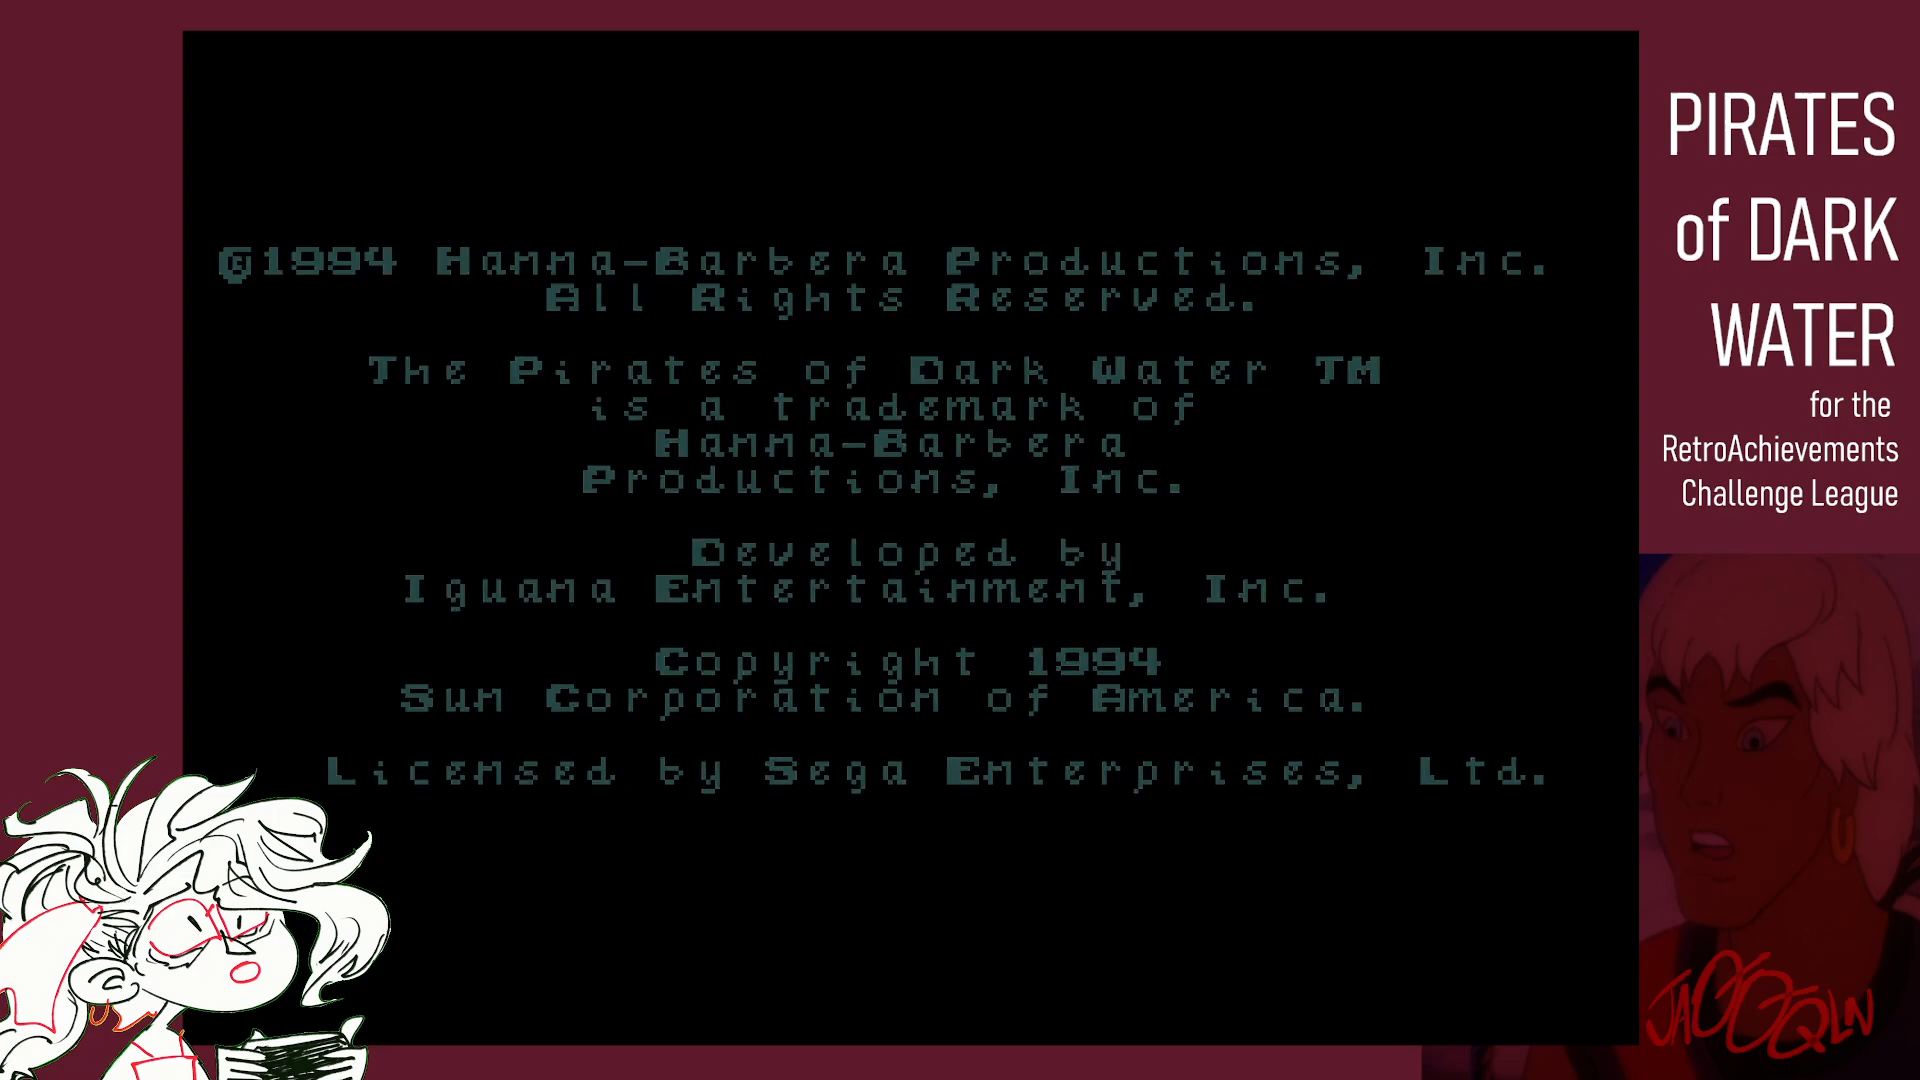 ©1994 Hanna-Barbera Productions, Inc.
All Rights Reserved.
The Pirates of Dark Water TM
is a trademark of
Hanna-Barbera
Productions, Inc.
Developed by
Iguana Entertainment, Inc.
Copyright 1994
Sun Corporation of America.
Licensed by Sega Enterprises, Ltd.
PIRATES
of DARK
WATER
for the
RetroAchievements
Challenge League